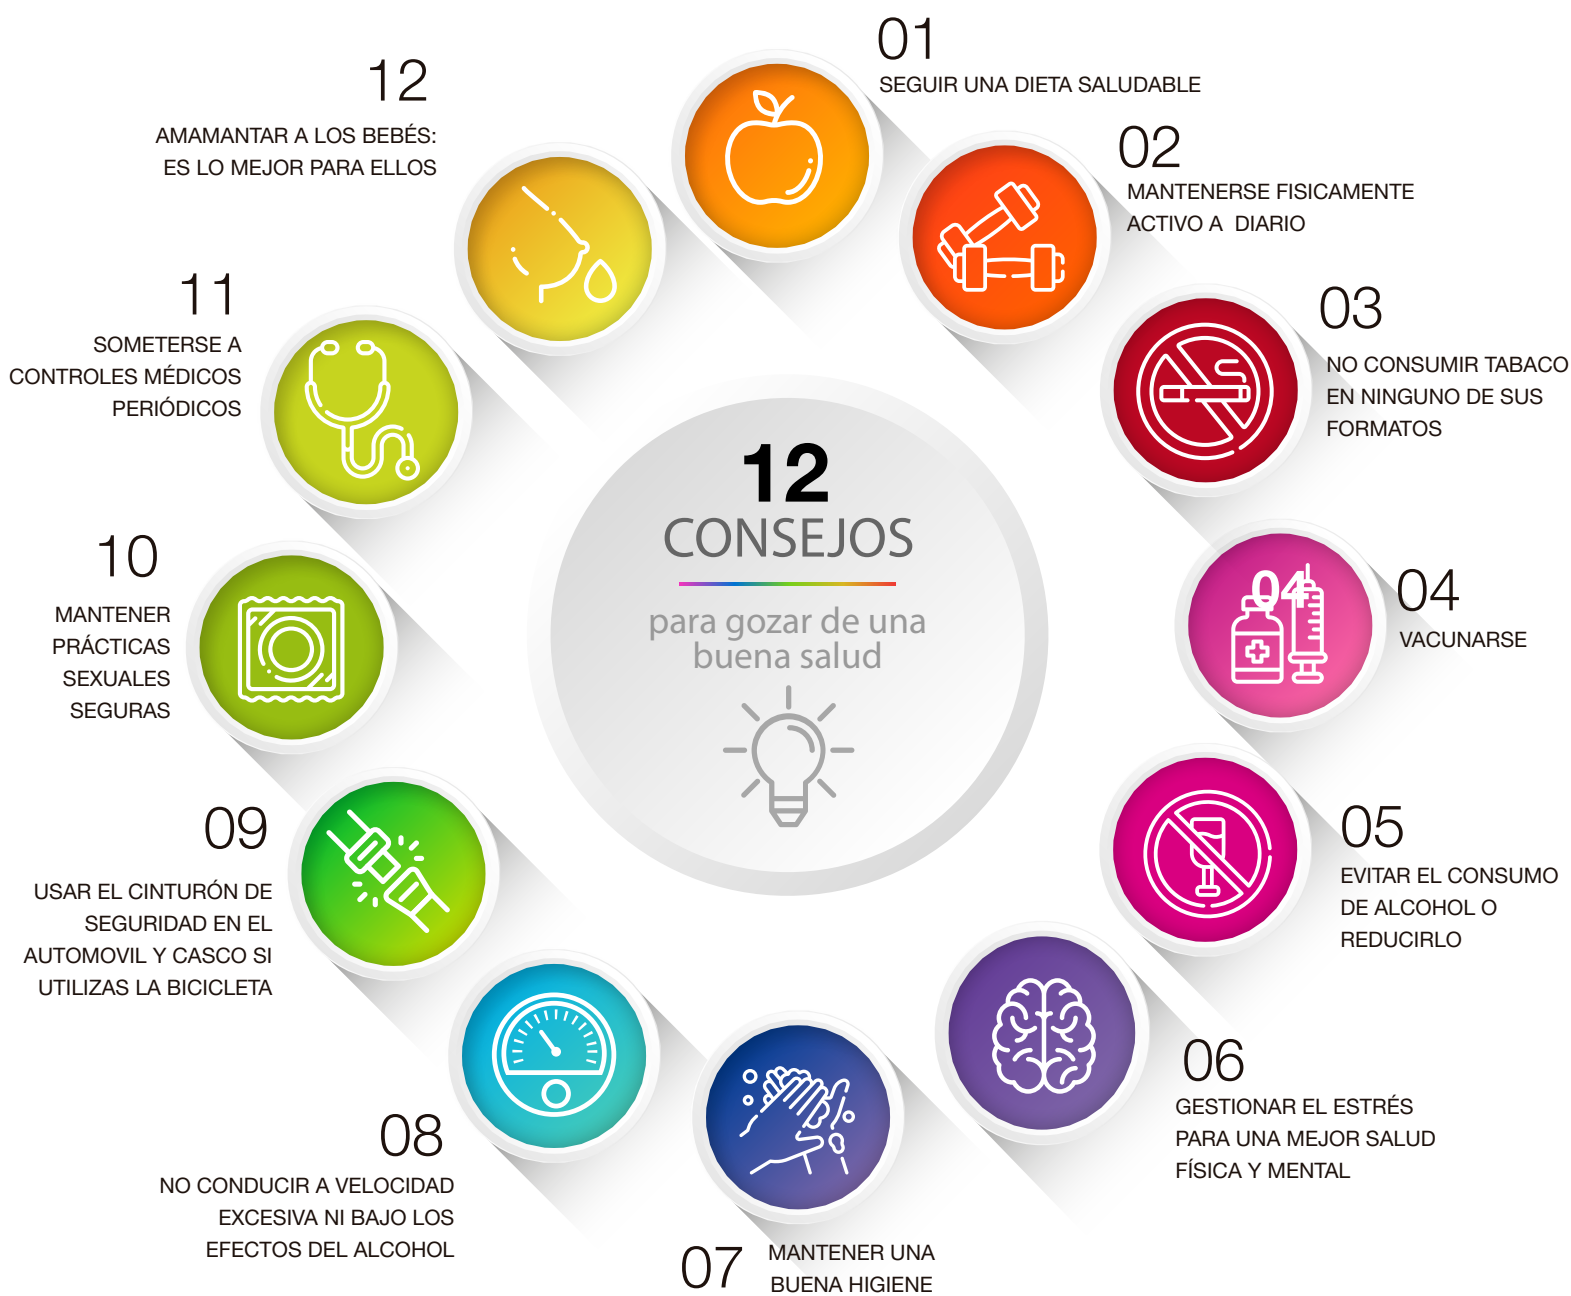 12
CONSEJOS
para gozar de una
buena salud
01
SEGUIR UNA DIETA SALUDABLE
02
MANTENERSE FISICAMENTE
ACTIVO A  DIARIO
03
NO CONSUMIR TABACO
EN NINGUNO DE SUS
FORMATOS
04
04
VACUNARSE
05
EVITAR EL CONSUMO
DE ALCOHOL O
REDUCIRLO
06
GESTIONAR EL ESTRÉS
PARA UNA MEJOR SALUD
FÍSICA Y MENTAL
07
MANTENER UNA
BUENA HIGIENE
08
NO CONDUCIR A VELOCIDAD
EXCESIVA NI BAJO LOS
EFECTOS DEL ALCOHOL
09
USAR EL CINTURÓN DE
SEGURIDAD EN EL
AUTOMOVIL Y CASCO SI
UTILIZAS LA BICICLETA
10
MANTENER
PRÁCTICAS
SEXUALES
SEGURAS
11
SOMETERSE A
CONTROLES MÉDICOS
PERIÓDICOS
12
AMAMANTAR A LOS BEBÉS:
ES LO MEJOR PARA ELLOS